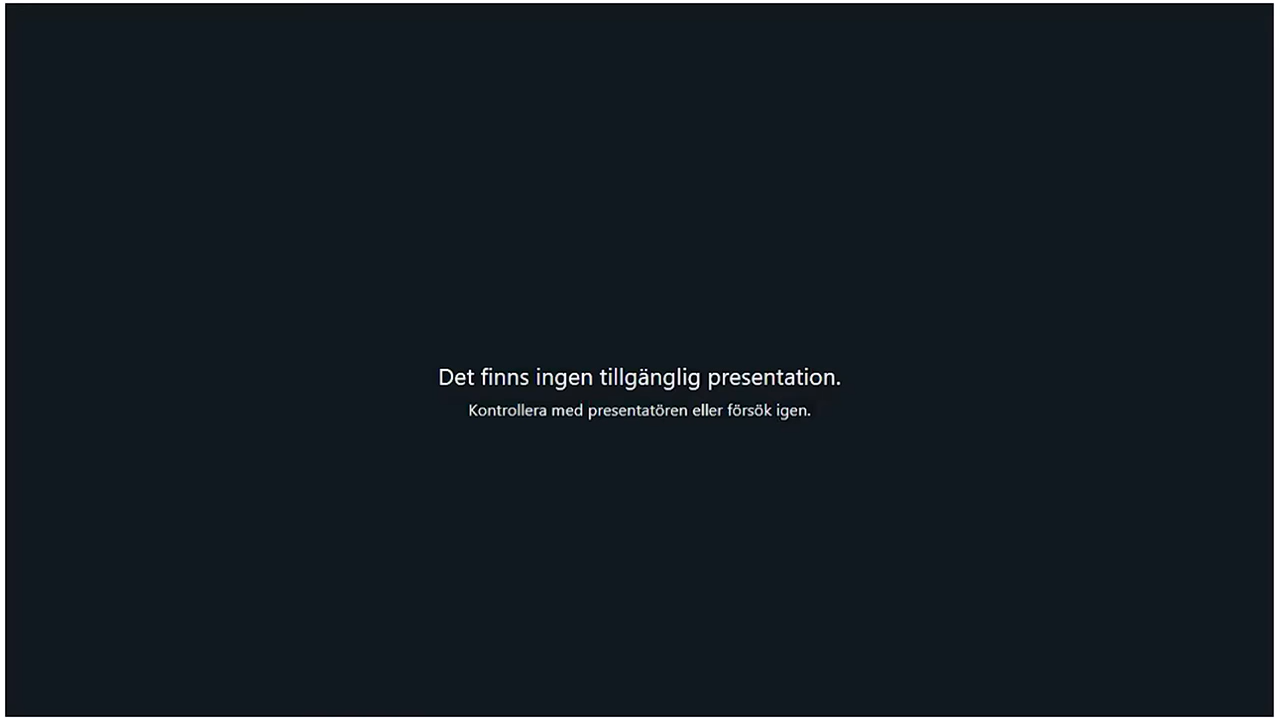 Det finns ingen tillgänglig presentation.
Kontrollera med presentatören eller försök igen.